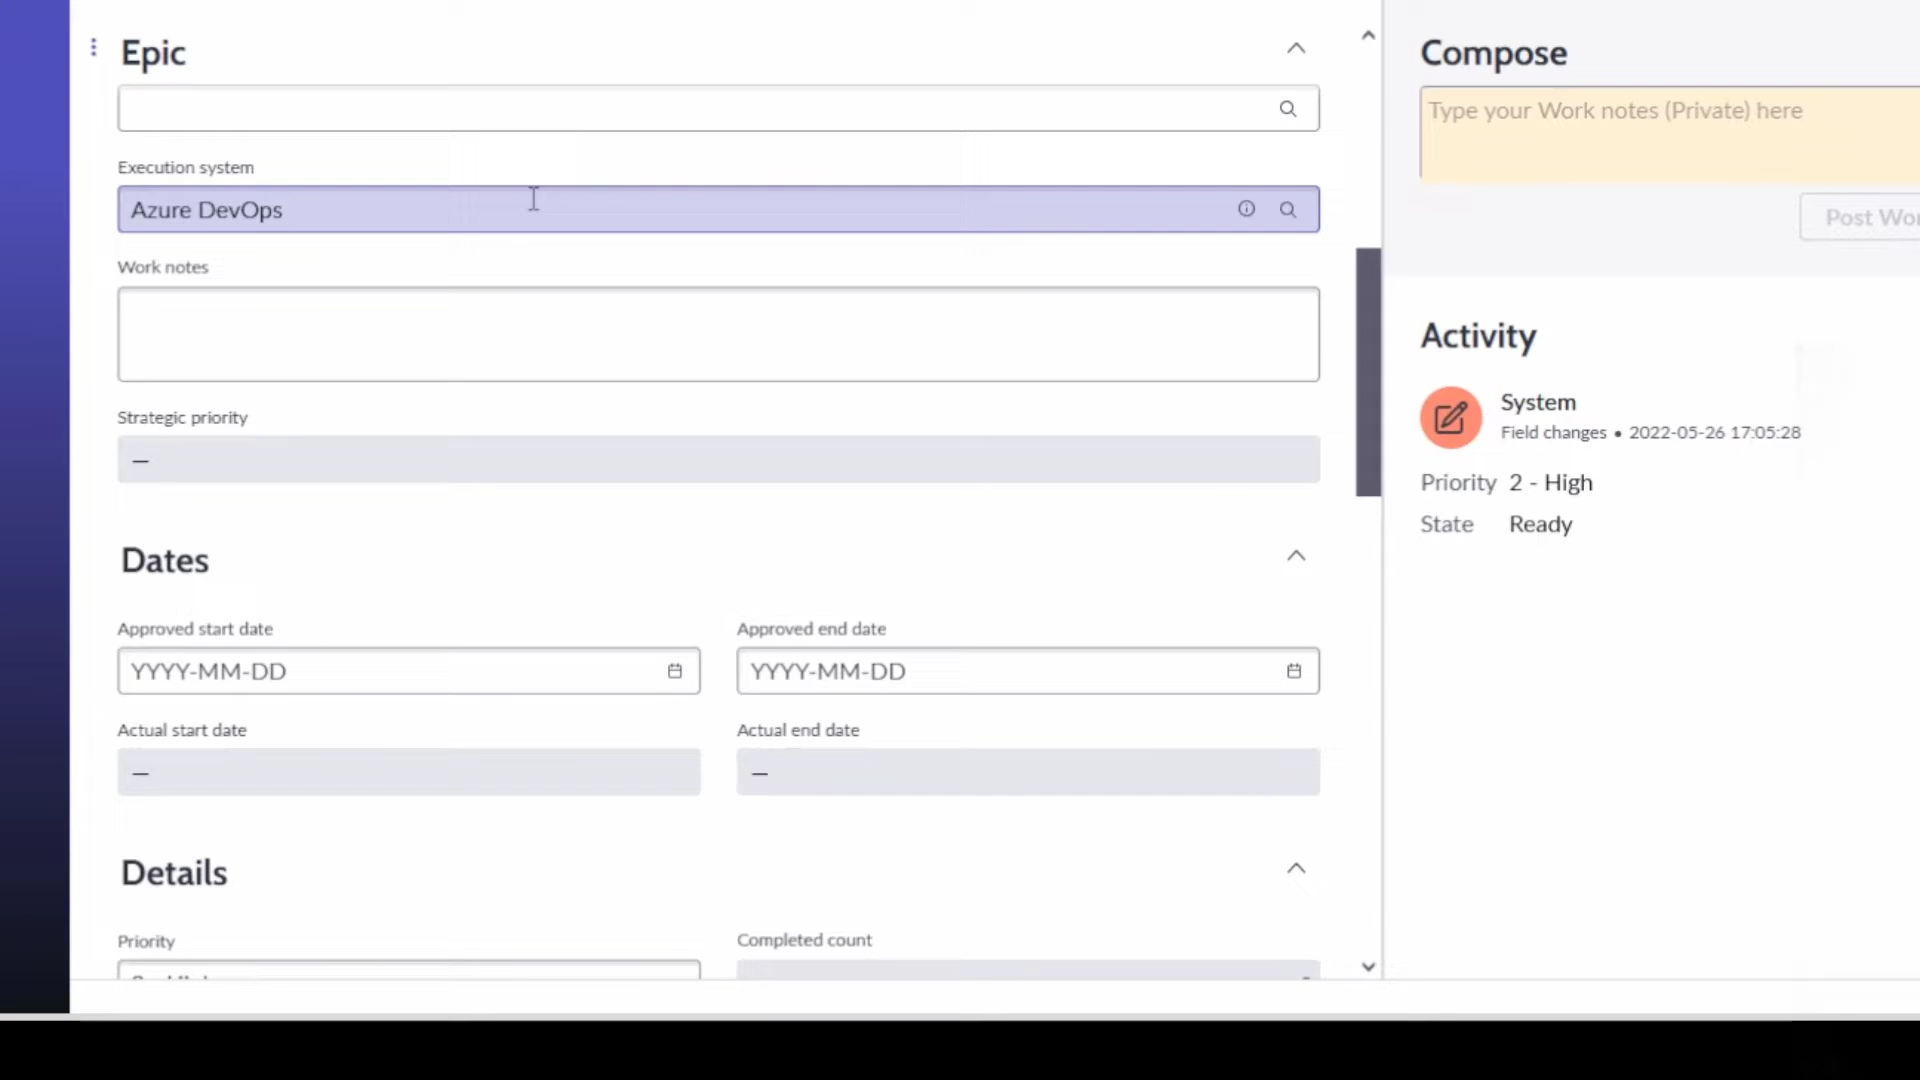 Epic
Execution system
Azure DevOps
Work notes
Strategic priority
—
Dates
Approved start date
Approved end date
YYYY-MM-DD
YYYY-MM-DD
Actual start date
Actual end date
—
—
Details
Priority
Completed count
Compose
Type your Work notes (Private) here
Post
Activity
System
Field changes • 2022-05-26 17:05:28
Priority 2 - High
State Ready